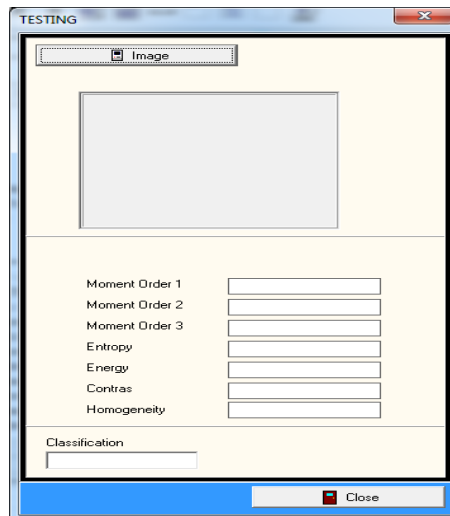 TESTING
Image
Moment Order 1
Moment Order 2
Moment Order 3
Entropy
Energy
Contras
Homogeneity
Classification
Close